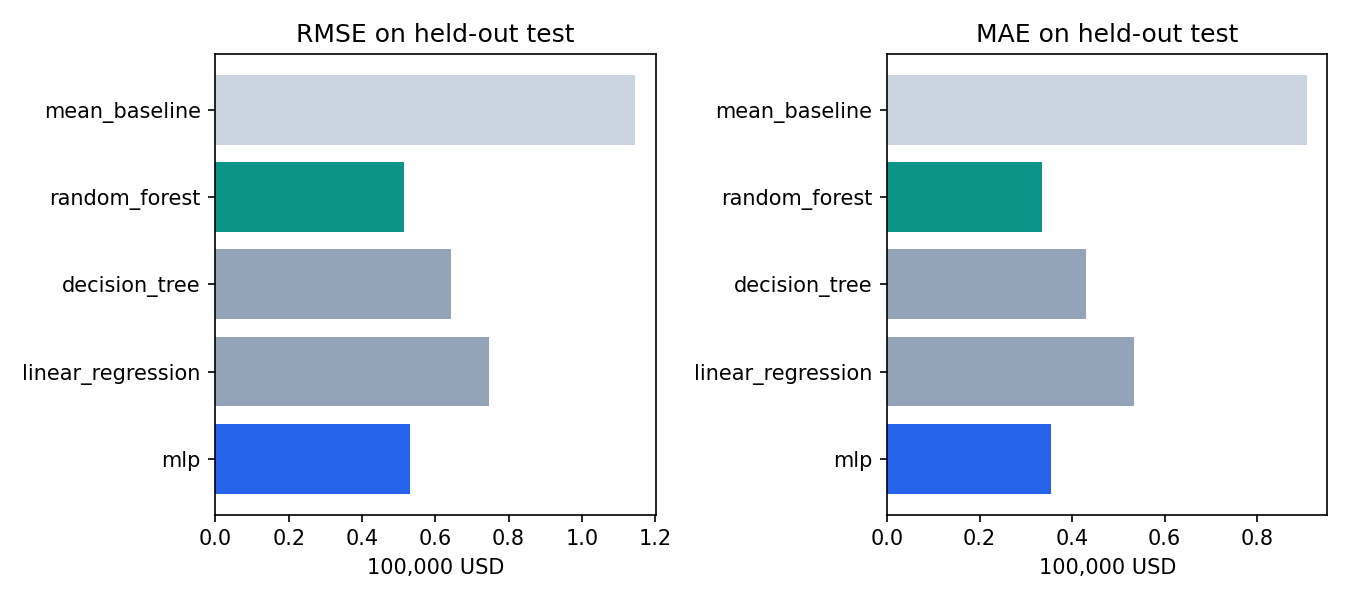 RMSE on held-out test
mean_baseline
random_forest
decision_tree
linear_regression
mlp
0.0 0.2 0.4 0.6 0.8 1.0 1.2
100,000 USD
MAE on held-out test
mean_baseline
random_forest
decision_tree
linear_regression
mlp
0.0 0.2 0.4 0.6 0.8
100,000 USD